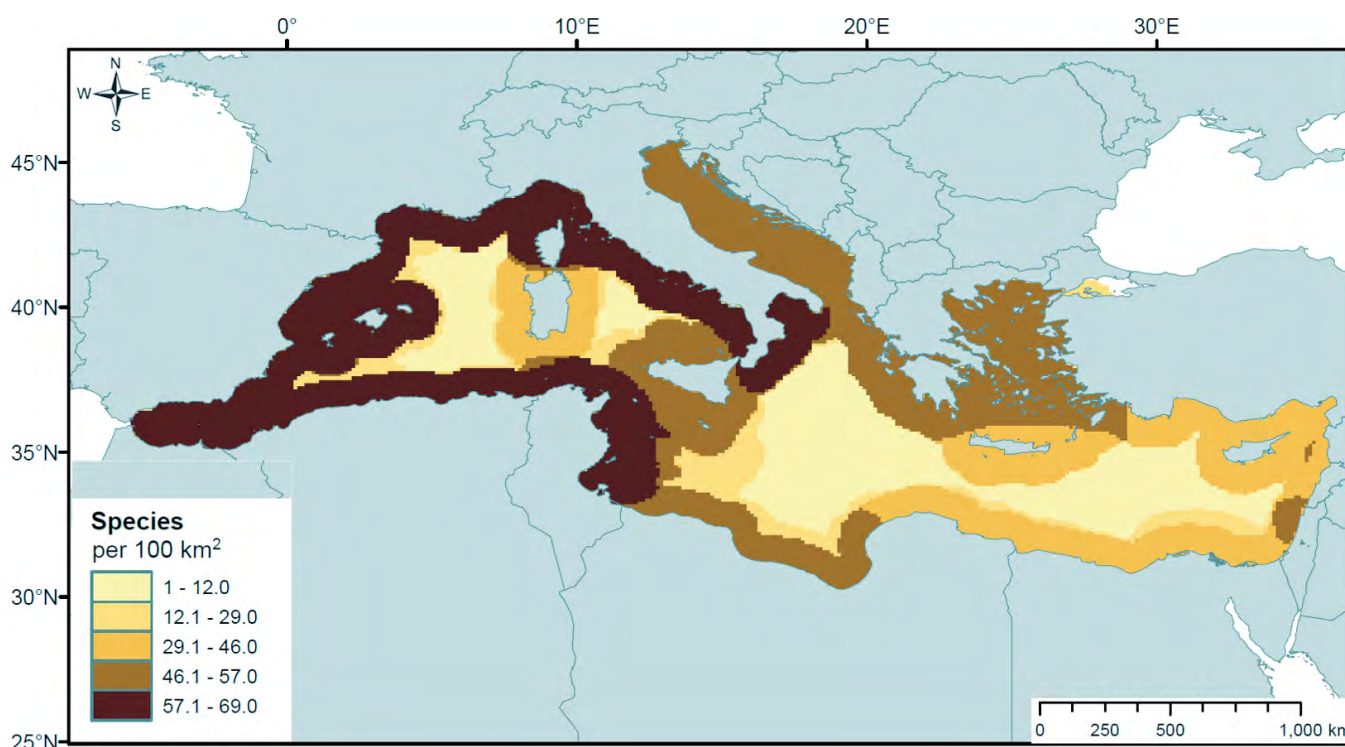 0° 10°E 20°E 30°E
N
W E
S
45°N
40°N
35°N
30°N
25°N
Species
per 100 km²
1 - 12.0
12.1 - 29.0
29.1 - 46.0
46.1 - 57.0
57.1 - 69.0
0 250 500 1,000 km